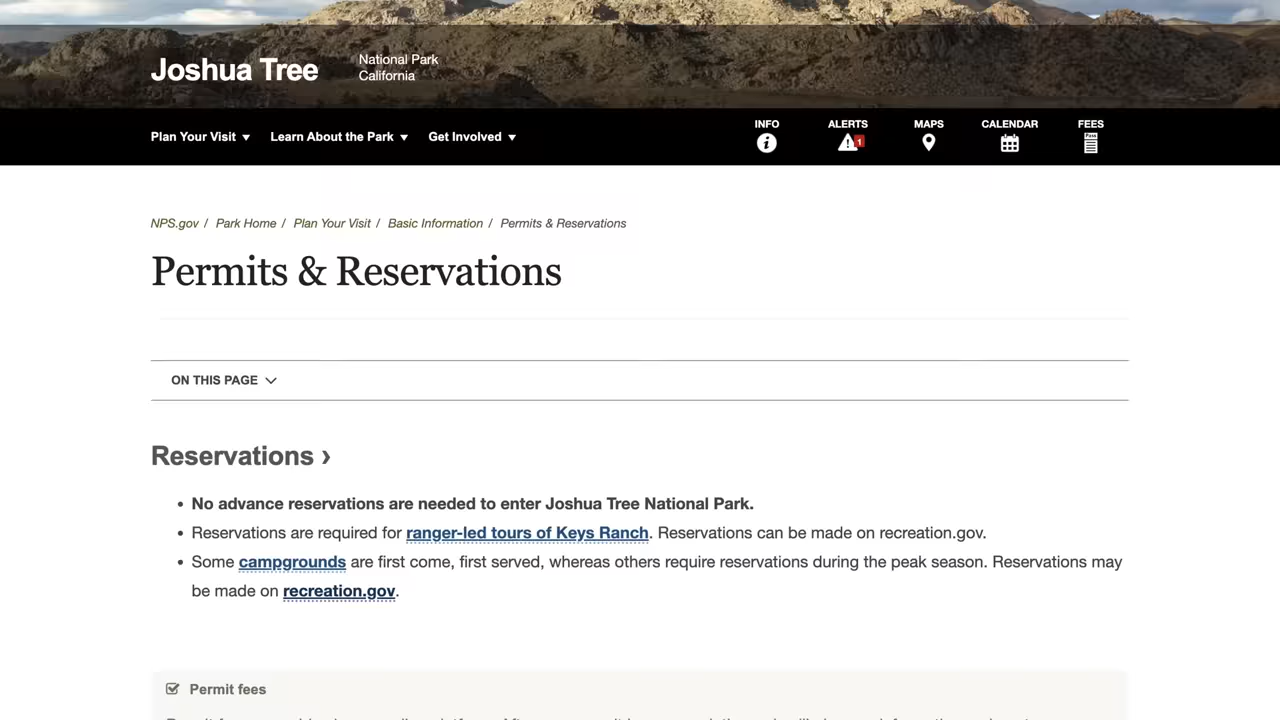 Joshua Tree
National Park
California
Plan Your Visit
Learn About the Park
Get Involved
INFO
ALERTS
1
MAPS
CALENDAR
FEES
NPS.gov / Park Home / Plan Your Visit / Basic Information / Permits & Reservations
Permits & Reservations
ON THIS PAGE
Reservations ›
• No advance reservations are needed to enter Joshua Tree National Park.
• Reservations are required for ranger-led tours of Keys Ranch. Reservations can be made on recreation.gov.
• Some campgrounds are first come, first served, whereas others require reservations during the peak season. Reservations may
be made on recreation.gov.
Permit fees